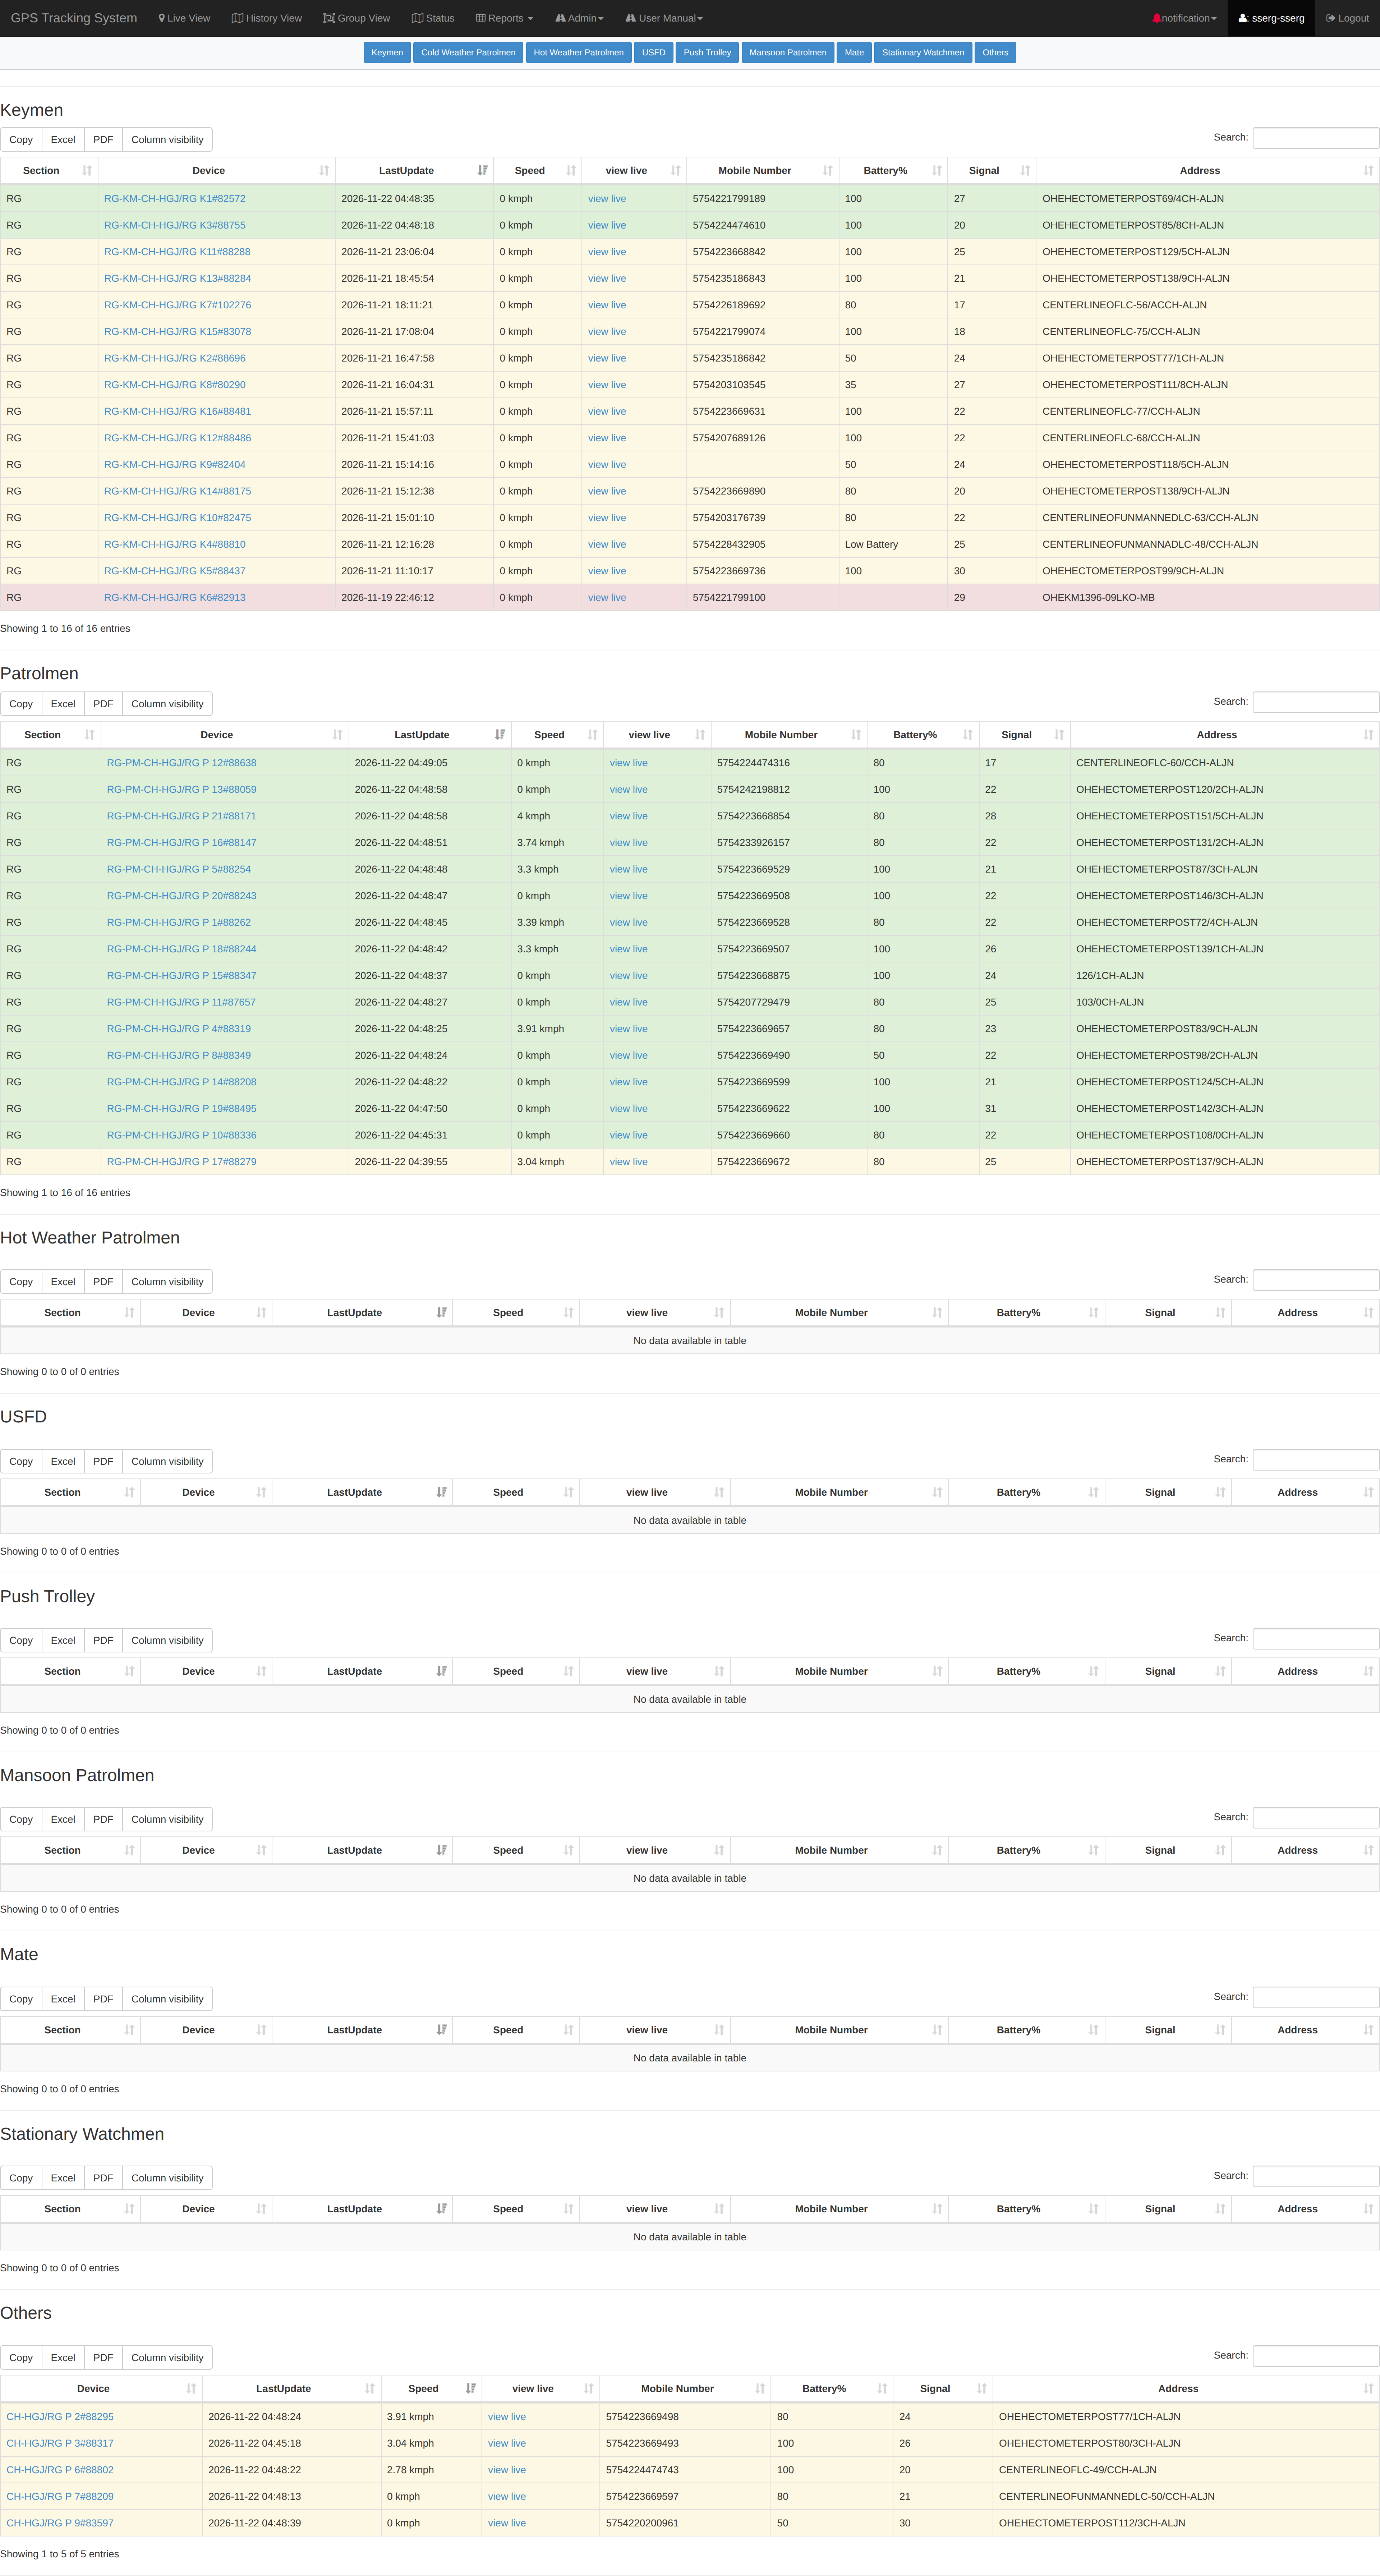 GPS Tracking System Live View History View Group View Status Reports Admin User Manual notification : sserg-sserg Logout
Keymen Cold Weather Patrolmen Hot Weather Patrolmen USFD Push Trolley Mansoon Patrolmen Mate Stationary Watchmen Others
Keymen
Copy Excel PDF Column visibility Search:
Section Device LastUpdate Speed view live Mobile Number Battery% Signal Address
RG RG-KM-CH-HGJ/RG K1#82572 2026-11-22 04:48:35 0 kmph view live 5754221799189 100 27 OHEHECTOMETERPOST69/4CH-ALJN
RG RG-KM-CH-HGJ/RG K3#88755 2026-11-22 04:48:18 0 kmph view live 5754224474610 100 20 OHEHECTOMETERPOST85/8CH-ALJN
RG RG-KM-CH-HGJ/RG K11#88288 2026-11-21 23:06:04 0 kmph view live 5754223668842 100 25 OHEHECTOMETERPOST129/5CH-ALJN
RG RG-KM-CH-HGJ/RG K13#88284 2026-11-21 18:45:54 0 kmph view live 5754235186843 100 21 OHEHECTOMETERPOST138/9CH-ALJN
RG RG-KM-CH-HGJ/RG K7#102276 2026-11-21 18:11:21 0 kmph view live 5754226189692 80 17 CENTERLINEOFLC-56/ACCH-ALJN
RG RG-KM-CH-HGJ/RG K15#83078 2026-11-21 17:08:04 0 kmph view live 5754221799074 100 18 CENTERLINEOFLC-75/CCH-ALJN
RG RG-KM-CH-HGJ/RG K2#88696 2026-11-21 16:47:58 0 kmph view live 5754235186842 50 24 OHEHECTOMETERPOST77/1CH-ALJN
RG RG-KM-CH-HGJ/RG K8#80290 2026-11-21 16:04:31 0 kmph view live 5754203103545 35 27 OHEHECTOMETERPOST111/8CH-ALJN
RG RG-KM-CH-HGJ/RG K16#88481 2026-11-21 15:57:11 0 kmph view live 5754223669631 100 22 CENTERLINEOFLC-77/CCH-ALJN
RG RG-KM-CH-HGJ/RG K12#88486 2026-11-21 15:41:03 0 kmph view live 5754207689126 100 22 CENTERLINEOFLC-68/CCH-ALJN
RG RG-KM-CH-HGJ/RG K9#82404 2026-11-21 15:14:16 0 kmph view live 50 24 OHEHECTOMETERPOST118/5CH-ALJN
RG RG-KM-CH-HGJ/RG K14#88175 2026-11-21 15:12:38 0 kmph view live 5754223669890 80 20 OHEHECTOMETERPOST138/9CH-ALJN
RG RG-KM-CH-HGJ/RG K10#82475 2026-11-21 15:01:10 0 kmph view live 5754203176739 80 22 CENTERLINEOFUNMANNEDLC-63/CCH-ALJN
RG RG-KM-CH-HGJ/RG K4#88810 2026-11-21 12:16:28 0 kmph view live 5754228432905 Low Battery 25 CENTERLINEOFUNMANNADLC-48/CCH-ALJN
RG RG-KM-CH-HGJ/RG K5#88437 2026-11-21 11:10:17 0 kmph view live 5754223669736 100 30 OHEHECTOMETERPOST99/9CH-ALJN
RG RG-KM-CH-HGJ/RG K6#82913 2026-11-19 22:46:12 0 kmph view live 5754221799100 29 OHEKM1396-09LKO-MB
Showing 1 to 16 of 16 entries
Patrolmen
Copy Excel PDF Column visibility Search:
Section Device LastUpdate Speed view live Mobile Number Battery% Signal Address
RG RG-PM-CH-HGJ/RG P 12#88638 2026-11-22 04:49:05 0 kmph view live 5754224474316 80 17 CENTERLINEOFLC-60/CCH-ALJN
RG RG-PM-CH-HGJ/RG P 13#88059 2026-11-22 04:48:58 0 kmph view live 5754242198812 100 22 OHEHECTOMETERPOST120/2CH-ALJN
RG RG-PM-CH-HGJ/RG P 21#88171 2026-11-22 04:48:58 4 kmph view live 5754223668854 80 28 OHEHECTOMETERPOST151/5CH-ALJN
RG RG-PM-CH-HGJ/RG P 16#88147 2026-11-22 04:48:51 3.74 kmph view live 5754233926157 80 22 OHEHECTOMETERPOST131/2CH-ALJN
RG RG-PM-CH-HGJ/RG P 5#88254 2026-11-22 04:48:48 3.3 kmph view live 5754223669529 100 21 OHEHECTOMETERPOST87/3CH-ALJN
RG RG-PM-CH-HGJ/RG P 20#88243 2026-11-22 04:48:47 0 kmph view live 5754223669508 100 22 OHEHECTOMETERPOST146/3CH-ALJN
RG RG-PM-CH-HGJ/RG P 1#88262 2026-11-22 04:48:45 3.39 kmph view live 5754223669528 80 22 OHEHECTOMETERPOST72/4CH-ALJN
RG RG-PM-CH-HGJ/RG P 18#88244 2026-11-22 04:48:42 3.3 kmph view live 5754223669507 100 26 OHEHECTOMETERPOST139/1CH-ALJN
RG RG-PM-CH-HGJ/RG P 15#88347 2026-11-22 04:48:37 0 kmph view live 5754223668875 100 24 126/1CH-ALJN
RG RG-PM-CH-HGJ/RG P 11#87657 2026-11-22 04:48:27 0 kmph view live 5754207729479 80 25 103/0CH-ALJN
RG RG-PM-CH-HGJ/RG P 4#88319 2026-11-22 04:48:25 3.91 kmph view live 5754223669657 80 23 OHEHECTOMETERPOST83/9CH-ALJN
RG RG-PM-CH-HGJ/RG P 8#88349 2026-11-22 04:48:24 0 kmph view live 5754223669490 50 22 OHEHECTOMETERPOST98/2CH-ALJN
RG RG-PM-CH-HGJ/RG P 14#88208 2026-11-22 04:48:22 0 kmph view live 5754223669599 100 21 OHEHECTOMETERPOST124/5CH-ALJN
RG RG-PM-CH-HGJ/RG P 19#88495 2026-11-22 04:47:50 0 kmph view live 5754223669622 100 31 OHEHECTOMETERPOST142/3CH-ALJN
RG RG-PM-CH-HGJ/RG P 10#88336 2026-11-22 04:45:31 0 kmph view live 5754223669660 80 22 OHEHECTOMETERPOST108/0CH-ALJN
RG RG-PM-CH-HGJ/RG P 17#88279 2026-11-22 04:39:55 3.04 kmph view live 5754223669672 80 25 OHEHECTOMETERPOST137/9CH-ALJN
Showing 1 to 16 of 16 entries
Hot Weather Patrolmen
Copy Excel PDF Column visibility Search:
Section Device LastUpdate Speed view live Mobile Number Battery% Signal Address
No data available in table
Showing 0 to 0 of 0 entries
USFD
Copy Excel PDF Column visibility Search:
Section Device LastUpdate Speed view live Mobile Number Battery% Signal Address
No data available in table
Showing 0 to 0 of 0 entries
Push Trolley
Copy Excel PDF Column visibility Search:
Section Device LastUpdate Speed view live Mobile Number Battery% Signal Address
No data available in table
Showing 0 to 0 of 0 entries
Mansoon Patrolmen
Copy Excel PDF Column visibility Search:
Section Device LastUpdate Speed view live Mobile Number Battery% Signal Address
No data available in table
Showing 0 to 0 of 0 entries
Mate
Copy Excel PDF Column visibility Search:
Section Device LastUpdate Speed view live Mobile Number Battery% Signal Address
No data available in table
Showing 0 to 0 of 0 entries
Stationary Watchmen
Copy Excel PDF Column visibility Search:
Section Device LastUpdate Speed view live Mobile Number Battery% Signal Address
No data available in table
Showing 0 to 0 of 0 entries
Others
Copy Excel PDF Column visibility Search:
Device LastUpdate Speed view live Mobile Number Battery% Signal Address
CH-HGJ/RG P 2#88295 2026-11-22 04:48:24 3.91 kmph view live 5754223669498 80 24 OHEHECTOMETERPOST77/1CH-ALJN
CH-HGJ/RG P 3#88317 2026-11-22 04:45:18 3.04 kmph view live 5754223669493 100 26 OHEHECTOMETERPOST80/3CH-ALJN
CH-HGJ/RG P 6#88802 2026-11-22 04:48:22 2.78 kmph view live 5754224474743 100 20 CENTERLINEOFLC-49/CCH-ALJN
CH-HGJ/RG P 7#88209 2026-11-22 04:48:13 0 kmph view live 5754223669597 80 21 CENTERLINEOFUNMANNEDLC-50/CCH-ALJN
CH-HGJ/RG P 9#83597 2026-11-22 04:48:39 0 kmph view live 5754220200961 50 30 OHEHECTOMETERPOST112/3CH-ALJN
Showing 1 to 5 of 5 entries